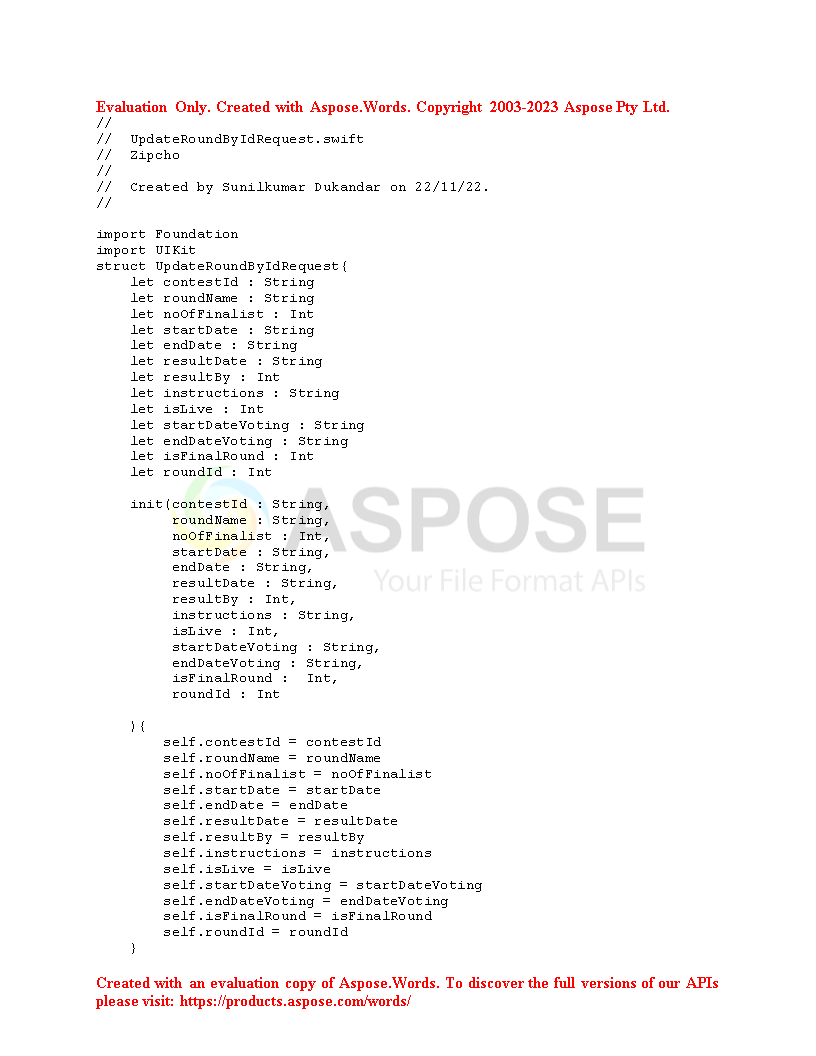 Evaluation Only. Created with Aspose.Words. Copyright 2003-2023 Aspose Pty Ltd.
//
//  UpdateRoundByIdRequest.swift
//  Zipcho
//
//  Created by Sunilkumar Dukandar on 22/11/22.
//
import Foundation
import UIKit
struct UpdateRoundByIdRequest{
    let contestId : String
    let roundName : String
    let noOfFinalist : Int
    let startDate : String
    let endDate : String
    let resultDate : String
    let resultBy : Int
    let instructions : String
    let isLive : Int
    let startDateVoting : String
    let endDateVoting : String
    let isFinalRound : Int
    let roundId : Int
    init(contestId : String,
         roundName : String,
         noOfFinalist : Int,
         startDate : String,
         endDate : String,
         resultDate : String,
         resultBy : Int,
         instructions : String,
         isLive : Int,
         startDateVoting : String,
         endDateVoting : String,
         isFinalRound :  Int,
         roundId : Int
    ){
        self.contestId = contestId
        self.roundName = roundName
        self.noOfFinalist = noOfFinalist
        self.startDate = startDate
        self.endDate = endDate
        self.resultDate = resultDate
        self.resultBy = resultBy
        self.instructions = instructions
        self.isLive = isLive
        self.startDateVoting = startDateVoting
        self.endDateVoting = endDateVoting
        self.isFinalRound = isFinalRound
        self.roundId = roundId
    }
ASPOSE
Your File Format APIs
Created with an evaluation copy of Aspose.Words. To discover the full versions of our APIs
please visit: https://products.aspose.com/words/